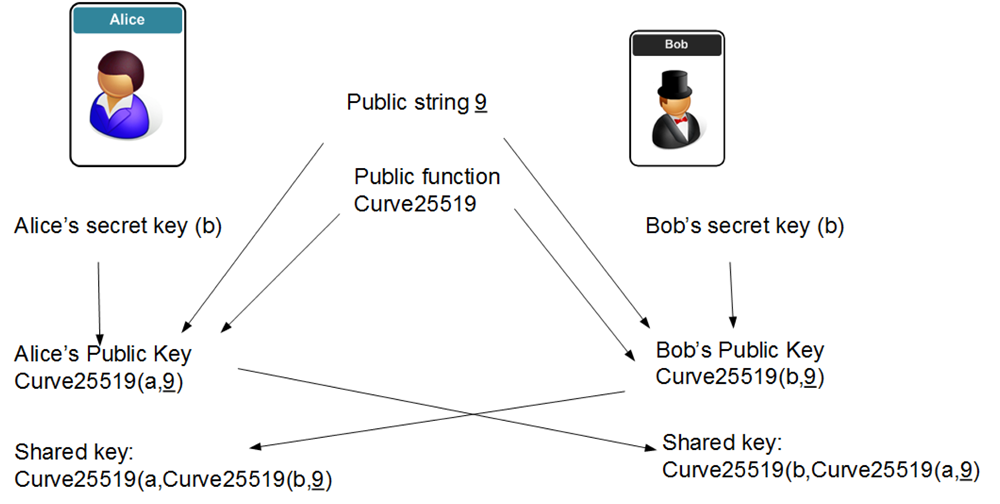 Alice
Bob
Public string 9
Public function
Curve25519
Alice's secret key (b)
Bob's secret key (b)
Alice's Public Key
Curve25519(a,9)
Bob's Public Key
Curve25519(b,9)
Shared key:
Curve25519(a,Curve25519(b,9)
Shared key:
Curve25519(b,Curve25519(a,9)